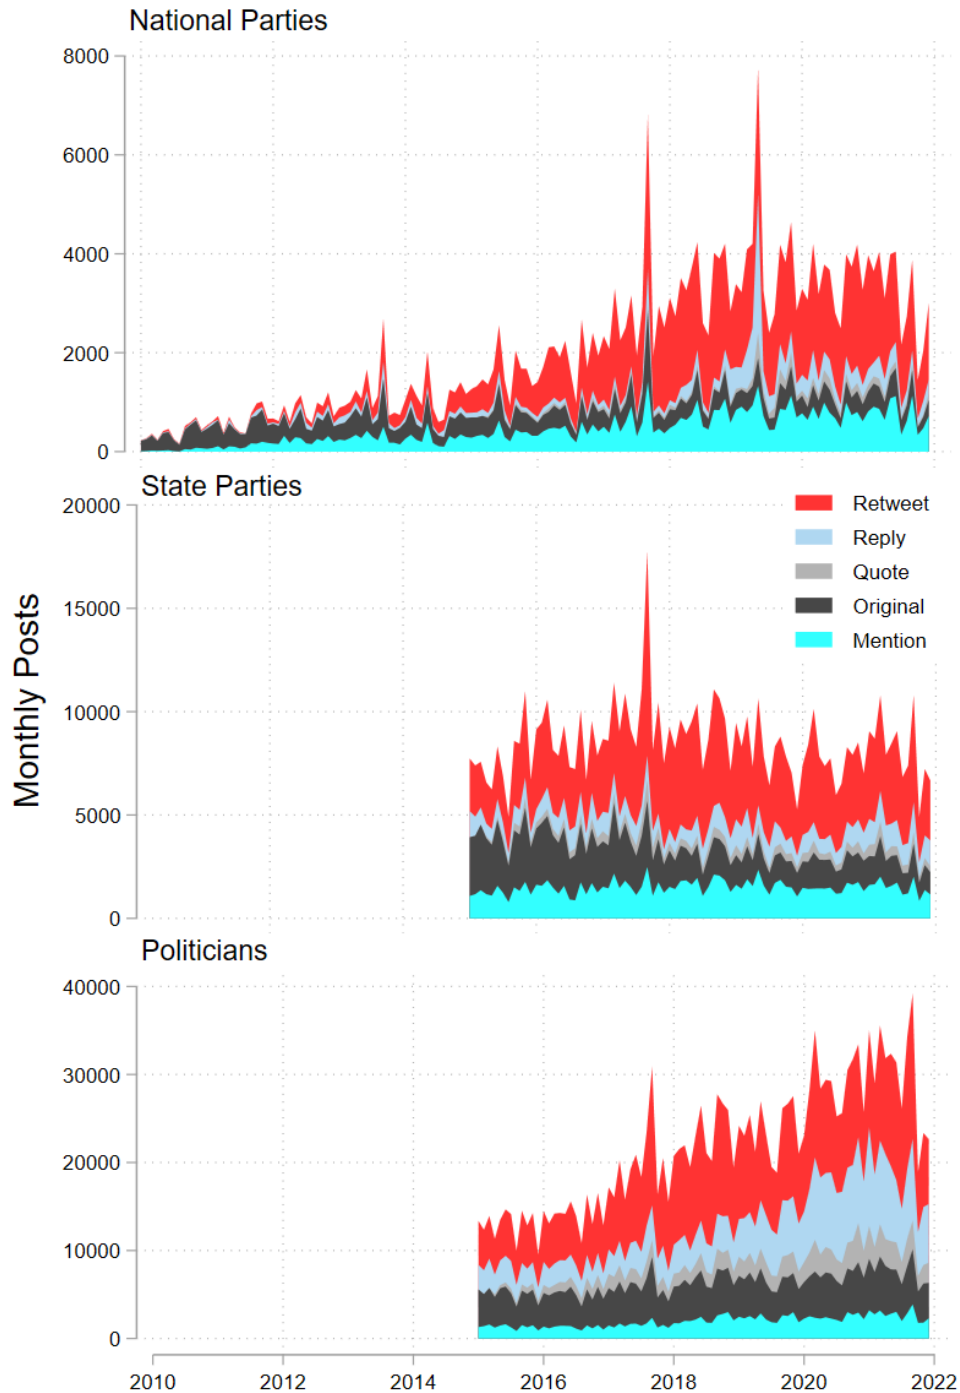 National Parties
8000
6000
4000
2000
0
State Parties
20000
15000
10000
5000
0
Retweet
Reply
Quote
Original
Mention
Monthly Posts
Politicians
40000
30000
20000
10000
0
2010 2012 2014 2016 2018 2020 2022